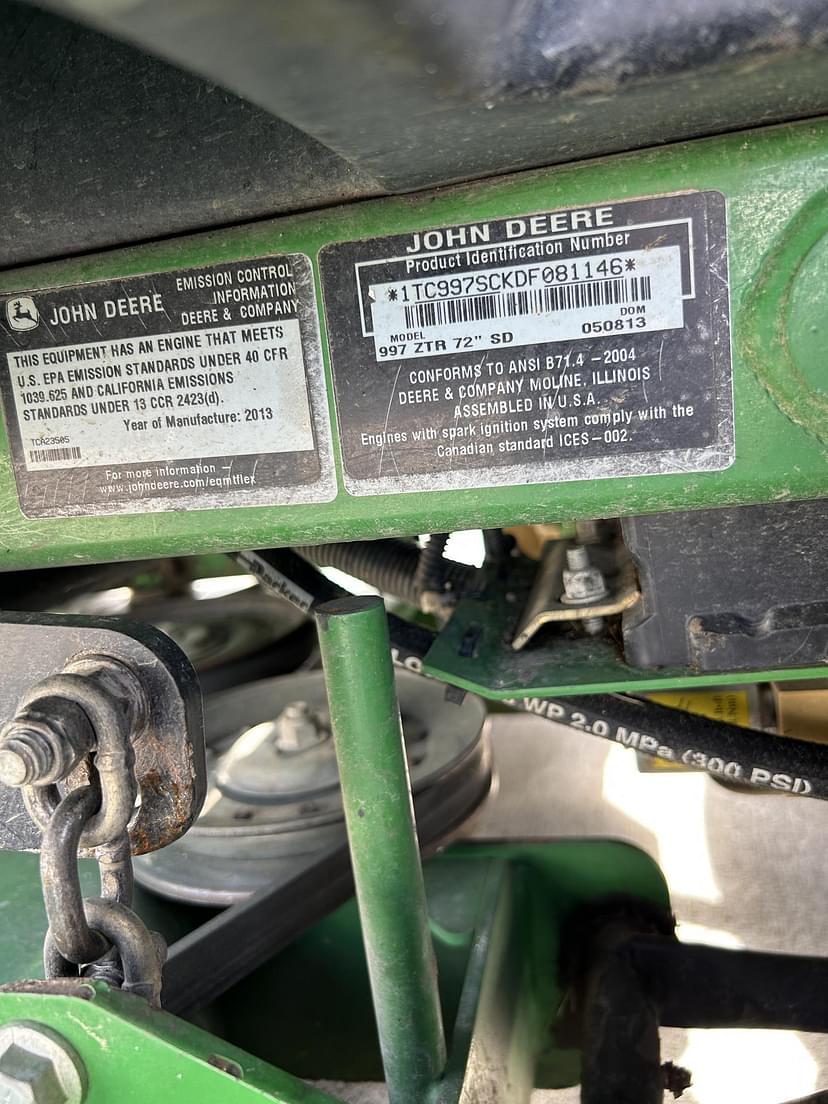 JOHN DEERE
EMISSION CONTROL
INFORMATION
DEERE & COMPANY
THIS EQUIPMENT HAS AN ENGINE THAT MEETS
U.S. EPA EMISSION STANDARDS UNDER 40 CFR
1039.625 AND CALIFORNIA EMISSIONS
STANDARDS UNDER 13 CCR 2423(d).
Year of Manufacture: 2013
TCA23505
For more information –
www.johndeere.com/eqmtflex
JOHN DEERE
Product Identification Number
*1TC997SCKDF081146*
MODEL DOM
997 ZTR 72" SD 050813
CONFORMS TO ANSI B71.4 –2004
DEERE & COMPANY MOLINE, ILLINOIS
ASSEMBLED IN U.S.A.
Engines with spark ignition system comply with the
Canadian standard ICES–002.
Parker
WP 2.0 MPa (300 PSI)